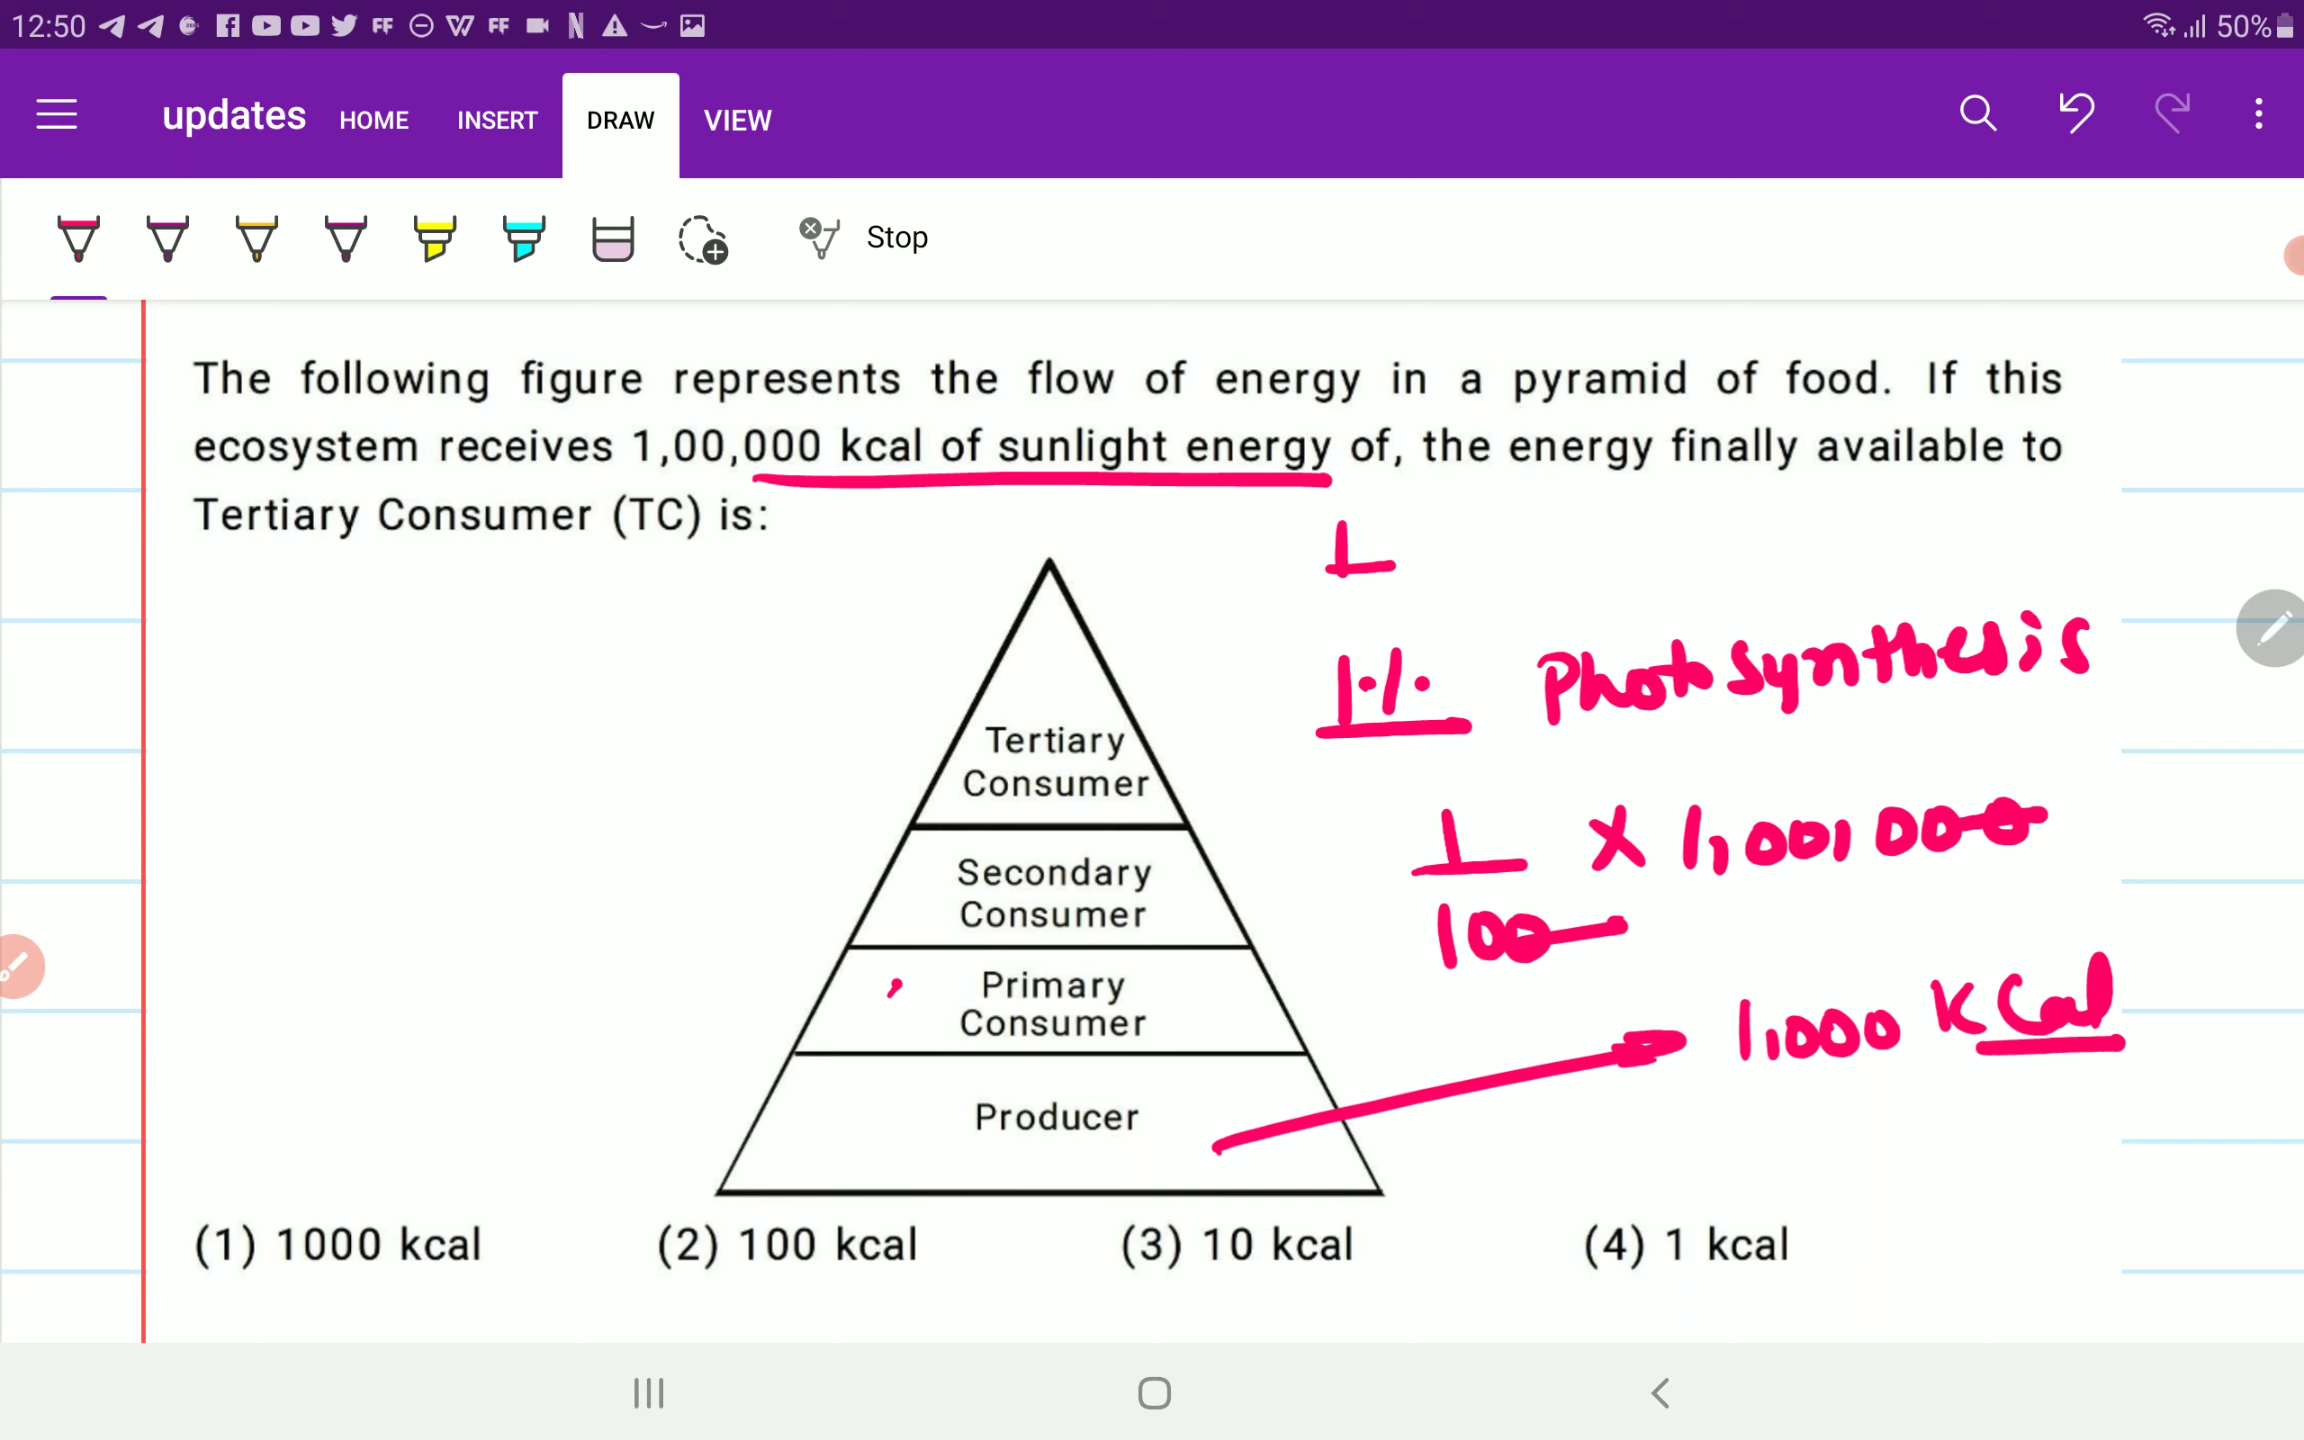 12:50 FF FF N 50%
updates HOME INSERT DRAW VIEW
Stop
The following figure represents the flow of energy in a pyramid of food. If this
ecosystem receives 1,00,000 kcal of sunlight energy of, the energy finally available to
Tertiary Consumer (TC) is:
1
1% Photosynthesis
Tertiary
Consumer
1 × 1,00,000
100
Secondary
Consumer
Primary
Consumer
1,000 KCal
Producer
(1) 1000 kcal (2) 100 kcal (3) 10 kcal (4) 1 kcal